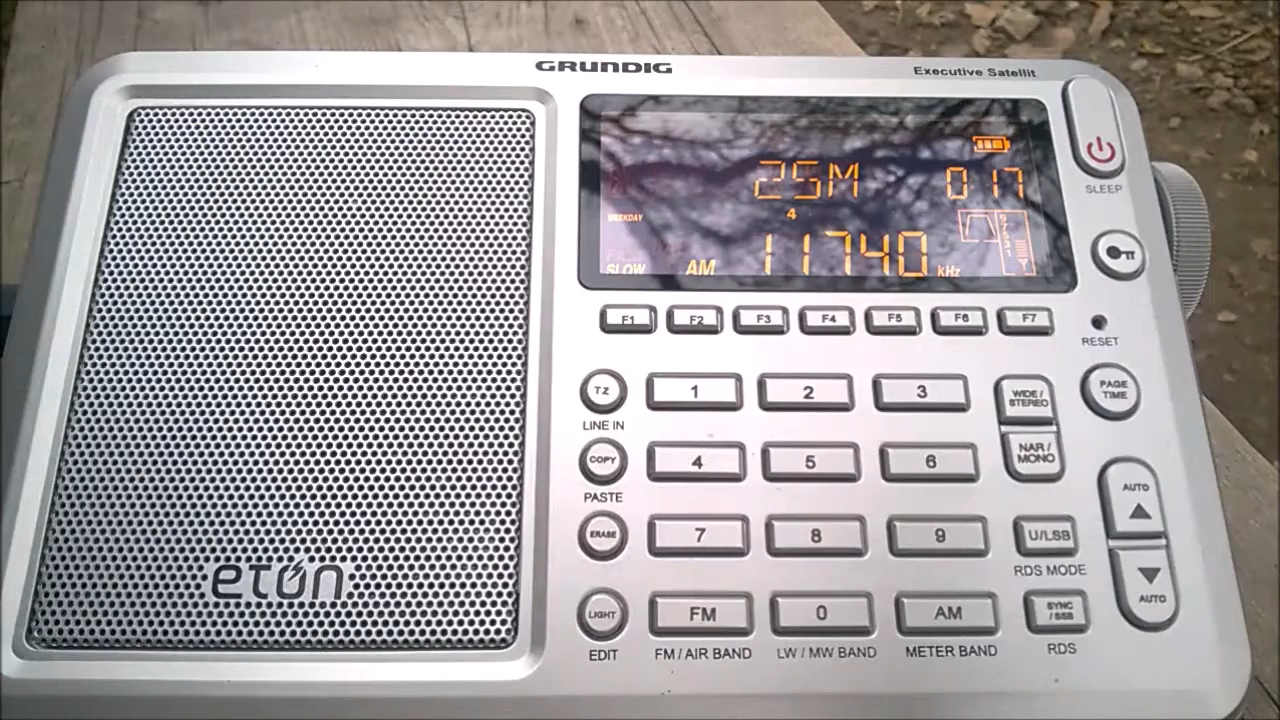 GRUNDIG
Executive Satellit
25M
017
4
WEEKDAY
SLOW
AM
11740
kHz
SLEEP
F1
F2
F3
F4
F5
F6
F7
RESET
TZ
1
2
3
WIDE /
STEREO
PAGE
TIME
LINE IN
COPY
4
5
6
NAR /
MONO
PASTE
AUTO
ERASE
7
8
9
U/LSB
RDS MODE
AUTO
etón
LIGHT
FM
0
AM
SYNC
/ SSB
EDIT
FM / AIR BAND
LW / MW BAND
METER BAND
RDS